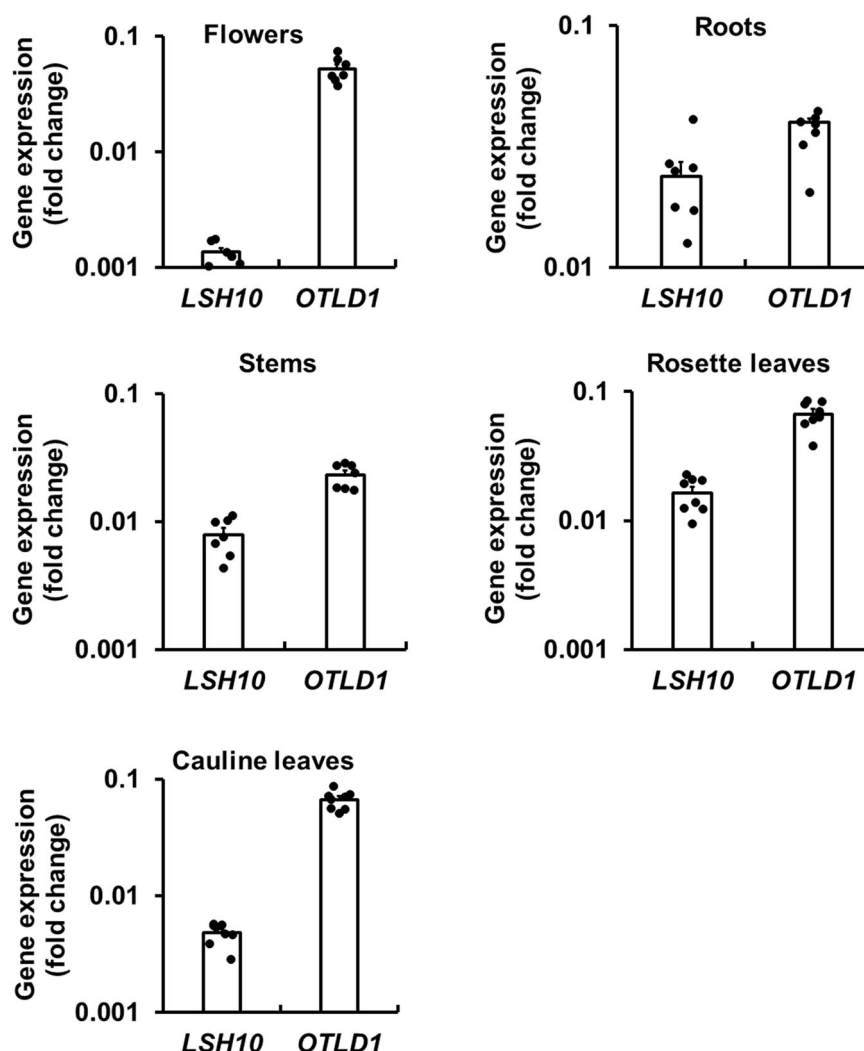 Flowers
Gene expression
(fold change)
0.1
0.01
0.001
LSH10 OTLD1
Roots
Gene expression
(fold change)
0.1
0.01
LSH10 OTLD1
Stems
Gene expression
(fold change)
0.1
0.01
0.001
LSH10 OTLD1
Rosette leaves
Gene expression
(fold change)
0.1
0.01
0.001
LSH10 OTLD1
Cauline leaves
Gene expression
(fold change)
0.1
0.01
0.001
LSH10 OTLD1